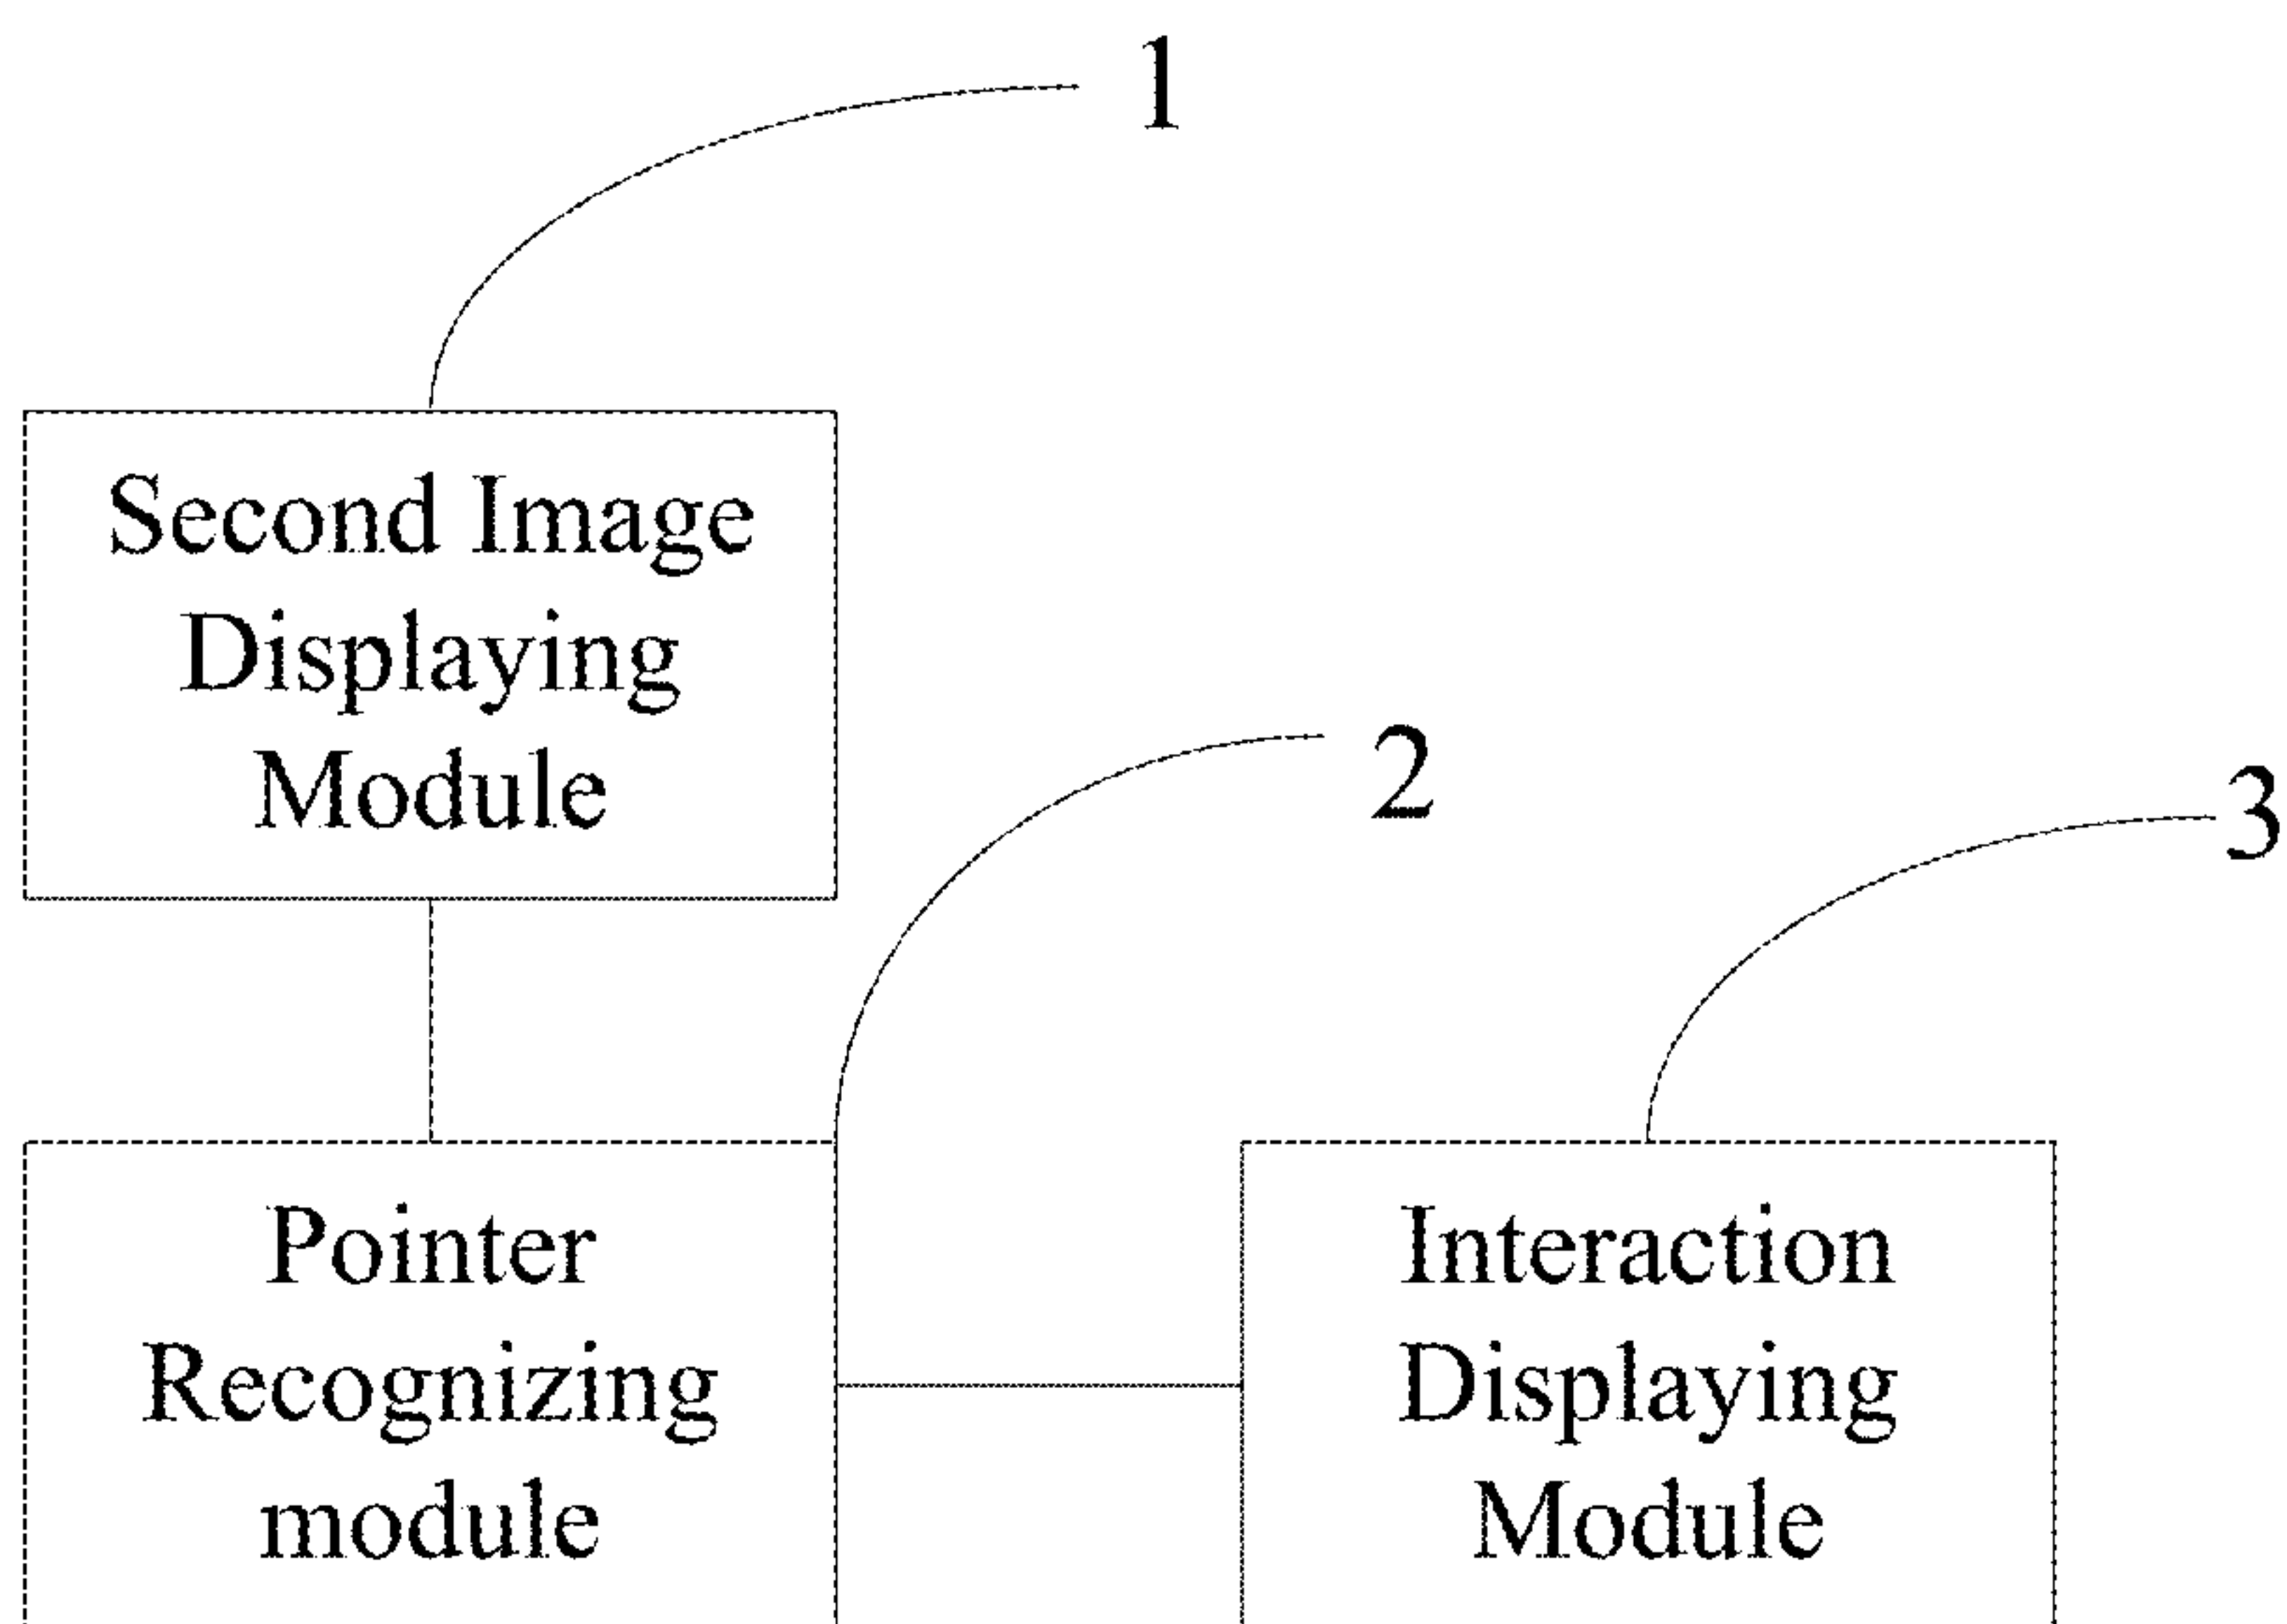 1
Second Image
Displaying
Module
2
3
Pointer
Recognizing
module
Interaction
Displaying
Module